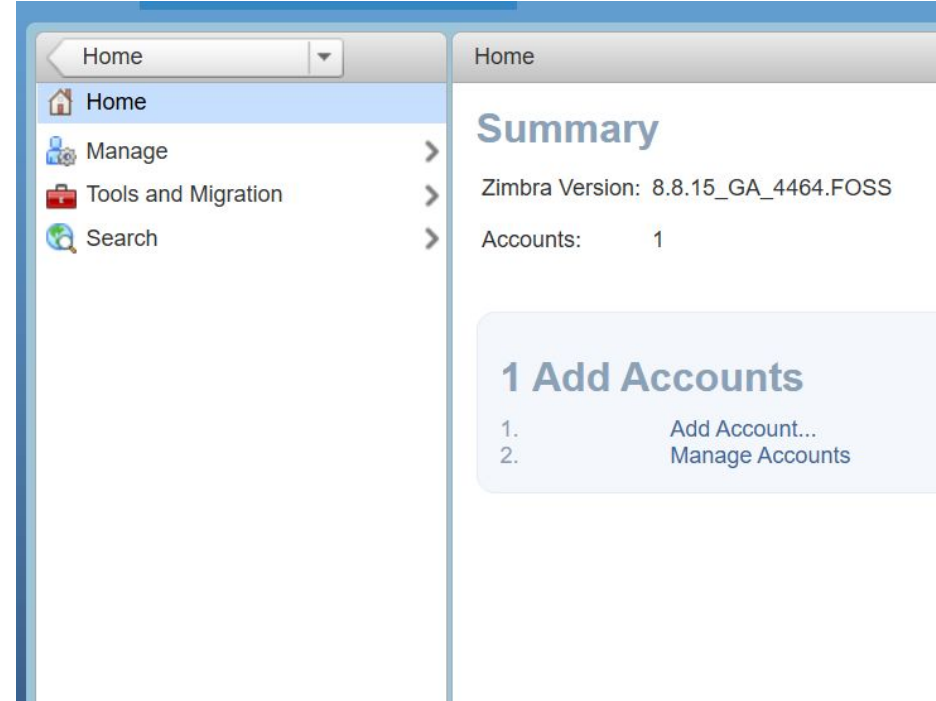 Home
Home
Manage
Tools and Migration
Search
Home
Summary
Zimbra Version: 8.8.15_GA_4464.FOSS
Accounts: 1
1 Add Accounts
1. Add Account...
2. Manage Accounts